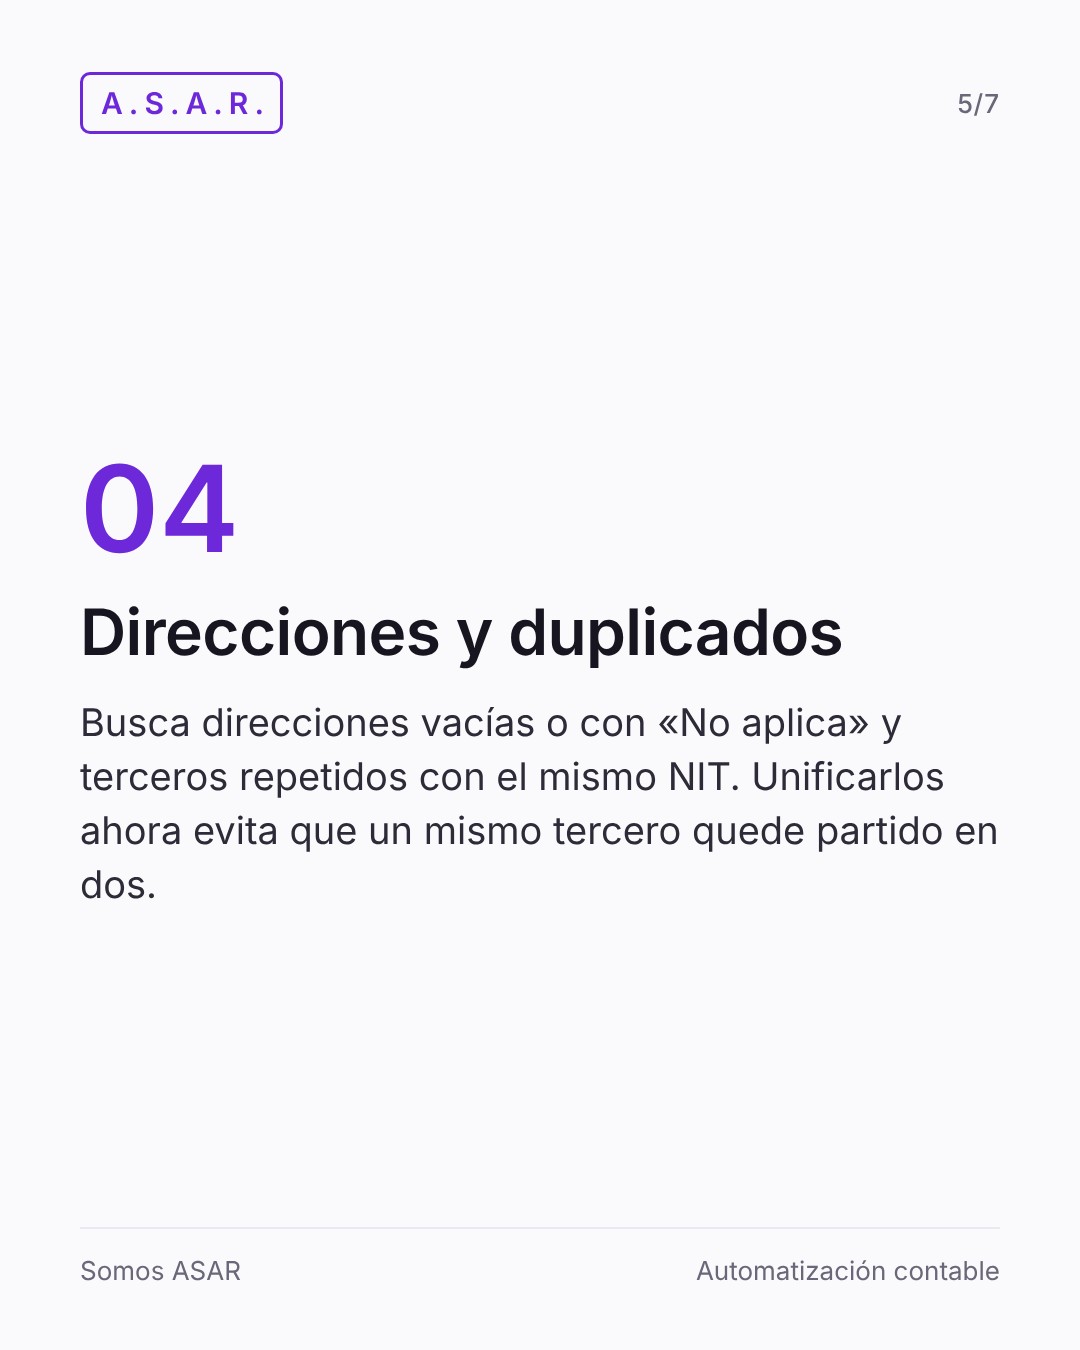 A.S.A.R.
5/7
04
Direcciones y duplicados
Busca direcciones vacías o con «No aplica» y
terceros repetidos con el mismo NIT. Unificarlos
ahora evita que un mismo tercero quede partido en
dos.
Somos ASAR
Automatización contable